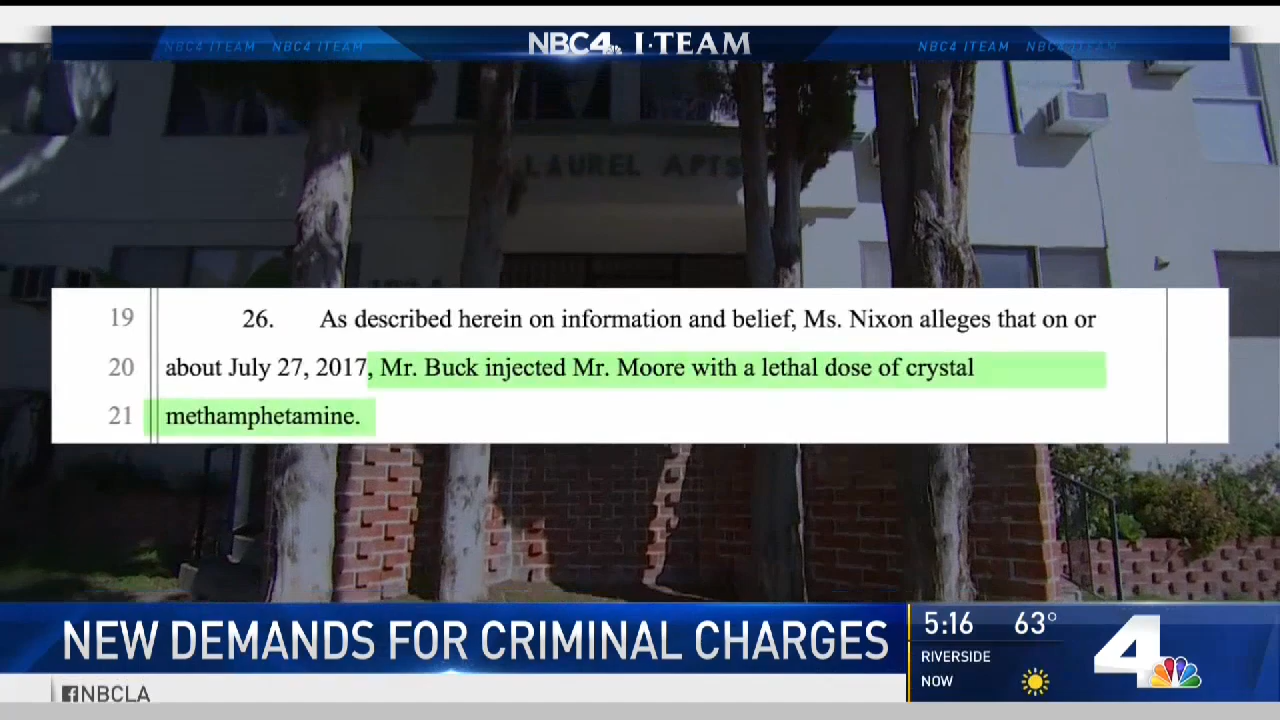 NBC4 ITEAM NBC4 ITEAM NBC4 I·TEAM NBC4 ITEAM NBC4 ITEAM
LAUREL APTS
19 26. As described herein on information and belief, Ms. Nixon alleges that on or
20 about July 27, 2017, Mr. Buck injected Mr. Moore with a lethal dose of crystal
21 methamphetamine.
NEW DEMANDS FOR CRIMINAL CHARGES
5:16 63°
RIVERSIDE
NOW
4
NBCLA